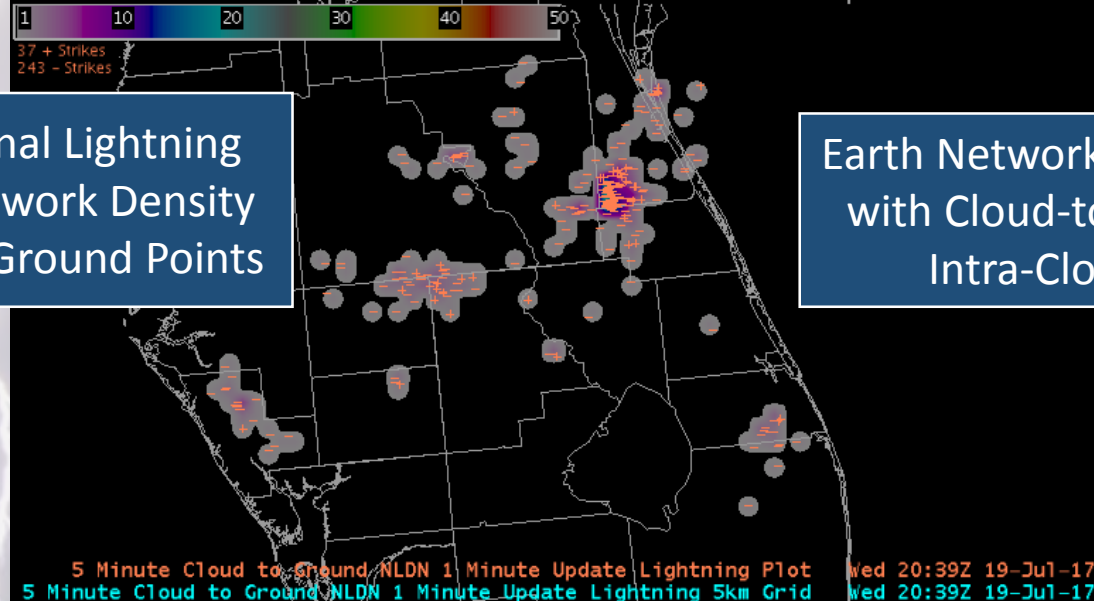 1 10 20 30 40 50
37 + Strikes
243 - Strikes
nal Lightning
work Density
Ground Points
Earth Network
with Cloud-to
Intra-Clo
5 Minute Cloud to Ground NLDN 1 Minute Update Lightning Plot Wed 20:39Z 19-Jul-17
5 Minute Cloud to Ground NLDN 1 Minute Update Lightning 5km Grid Wed 20:39Z 19-Jul-17